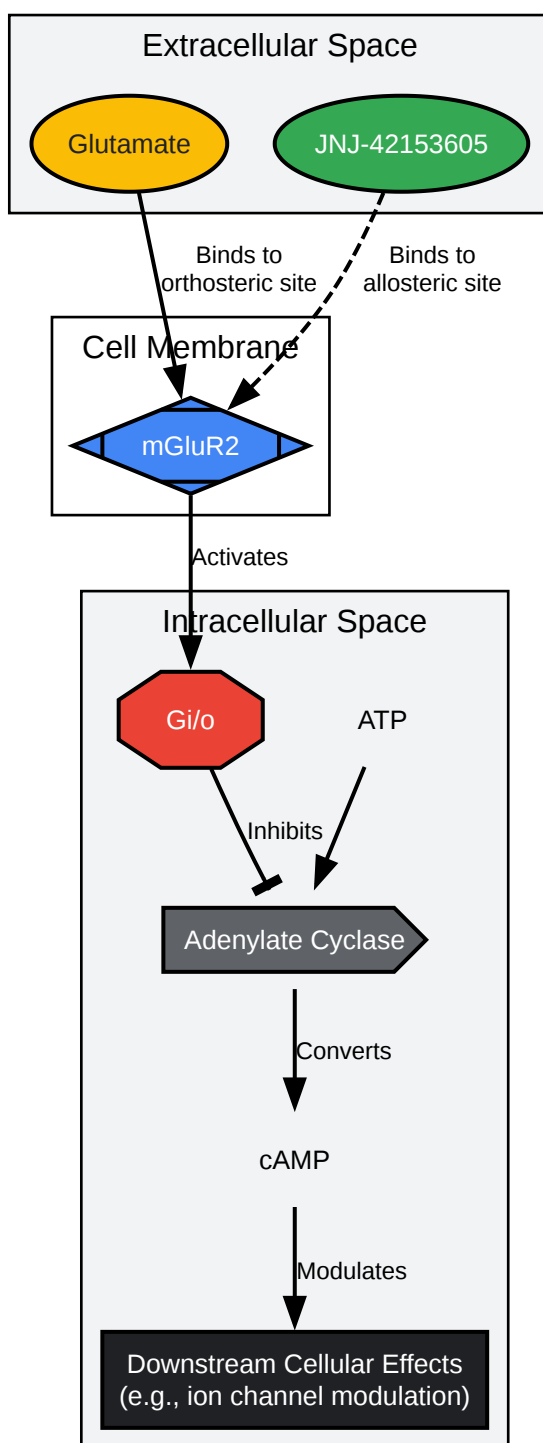 Extracellular Space
Glutamate
JNJ-42153605
Binds to
orthosteric site
Binds to
allosteric site
Cell Membrane
mGluR2
Activates
Intracellular Space
Gi/o
ATP
Inhibits
Adenylate Cyclase
Converts
cAMP
Modulates
Downstream Cellular Effects
(e.g., ion channel modulation)